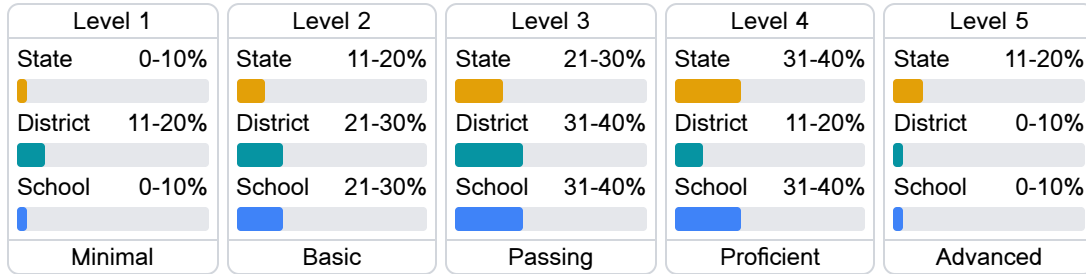 Level 1
State 0-10%
District 11-20%
School 0-10%
Minimal
Level 2
State 11-20%
District 21-30%
School 21-30%
Basic
Level 3
State 21-30%
District 31-40%
School 31-40%
Passing
Level 4
State 31-40%
District 11-20%
School 31-40%
Proficient
Level 5
State 11-20%
District 0-10%
School 0-10%
Advanced